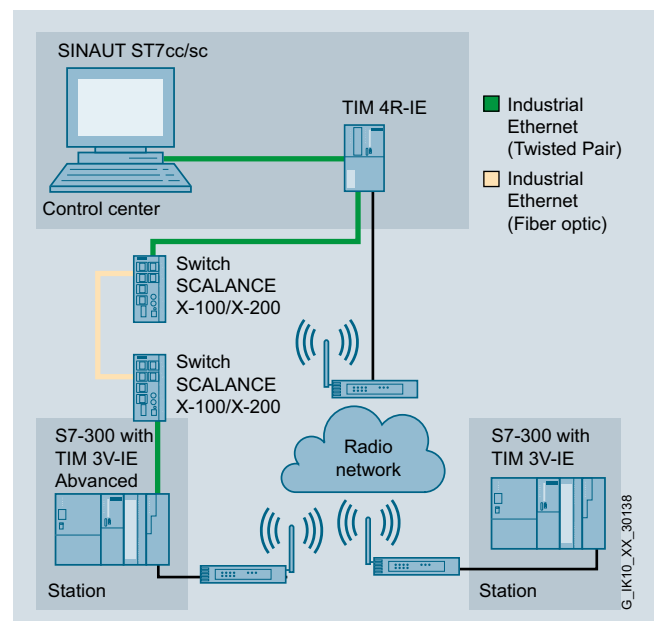 SINAUT ST7cc/sc
TIM 4R-IE
Control center
Industrial
Ethernet
(Twisted Pair)
Industrial
Ethernet
(Fiber optic)
Switch
SCALANCE
X-100/X-200
Switch
SCALANCE
X-100/X-200
Radio
network
S7-300 with
TIM 3V-IE
Abvanced
Station
S7-300 with
TIM 3V-IE
Station
G_IK10_XX_30138